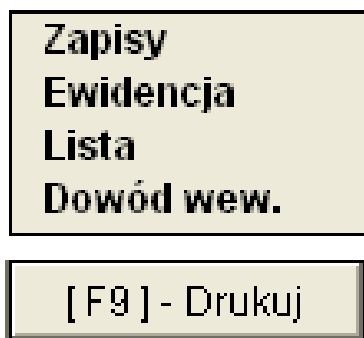 Zapisy
Ewidencja
Lista
Dowód wew.
[ F9 ] - Drukuj